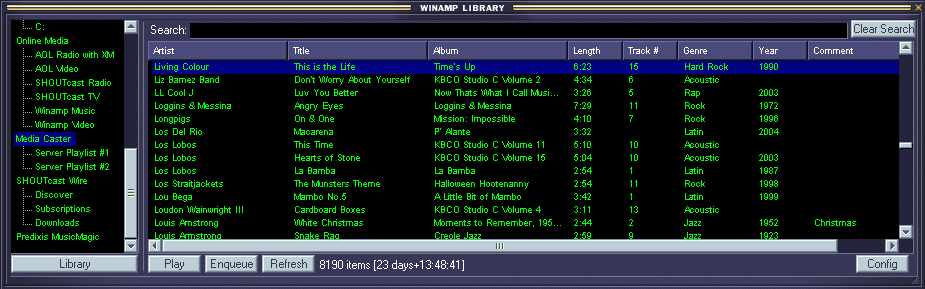 WINAMP LIBRARY
C:
Online Media
AOL Radio with XM
AOL Video
SHOUTcast Radio
SHOUTcast TV
Winamp Music
Winamp Video
Media Caster
Server Playlist #1
Server Playlist #2
SHOUTcast Wire
Discover
Subscriptions
Downloads
Predixis MusicMagic
Library
Search: Clear Search
Artist Title Album Length Track # Genre Year Comment
Living Colour This is the Life Time's Up 6:23 15 Hard Rock 1990
Liz Barnez Band Don't Worry About Yourself KBCO Studio C Volume 2 4:34 6 Acoustic
LL Cool J Luv You Better Now Thats What I Call Musi... 3:26 5 Rap 2003
Loggins & Messina Angry Eyes Loggins & Messina 7:29 11 Rock 1972
Longpigs On & One Mission: Impossible 4:10 7 Rock 1996
Los Del Rio Macarena P' Alante 3:32 Latin 2004
Los Lobos This Time KBCO Studio C Volume 11 5:10 10 Acoustic
Los Lobos Hearts of Stone KBCO Studio C Volume 15 5:04 10 Acoustic 2003
Los Lobos La Bamba La Bamba 2:54 1 Latin 1987
Los Straitjackets The Munsters Theme Halloween Hootenanny 2:54 11 Rock 1998
Lou Bega Mambo No.5 A Little Bit of Mambo 3:42 1 Latin 1999
Loudon Wainwright III Cardboard Boxes KBCO Studio C Volume 4 3:11 13 Acoustic
Louis Armstrong White Christmas Moments to Remember, 195... 2:44 2 Jazz 1952 Christmas
Louis Armstrong Snake Rag Creole Jazz 2:59 9 Jazz 1923
Play Enqueue Refresh 8190 items [23 days+13:48:41] Config